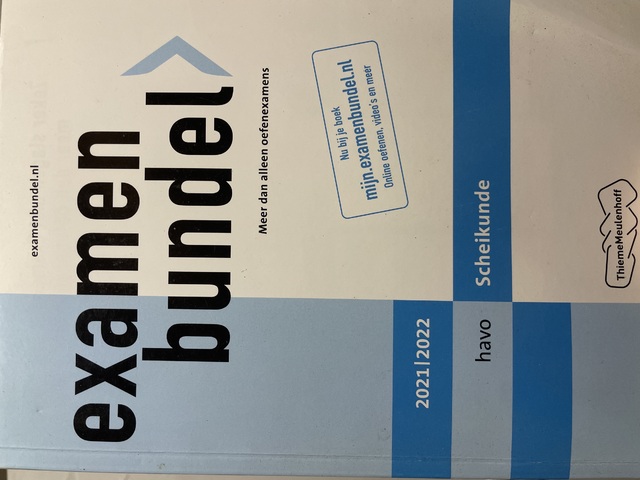 examenbundel.nl
examen
bundel
Meer dan alleen oefenexamens
Nu bij je boek
mijn.examenbundel.nl
Online oefenen, video's en meer
2021|2022
havo Scheikunde
ThiemeMeulenhoff